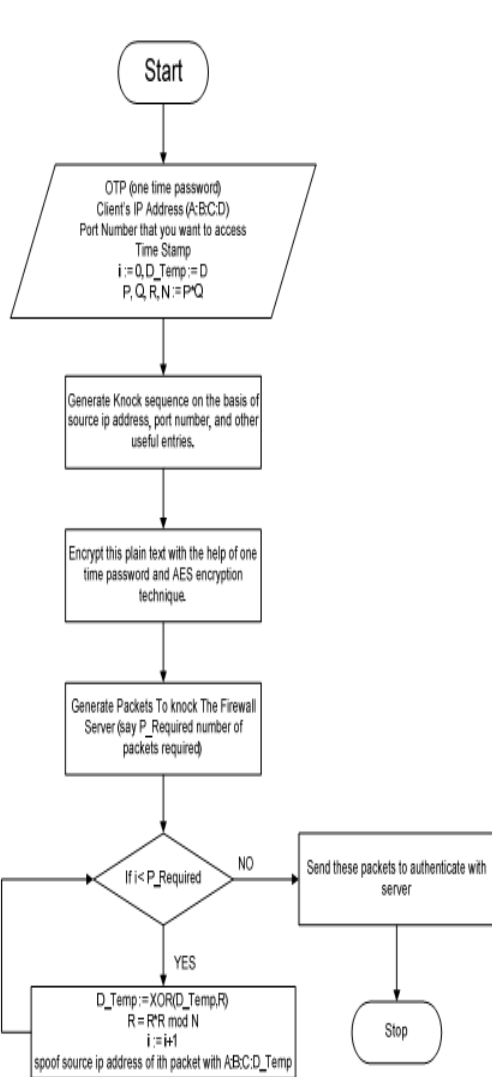 Start
OTP (one time password)
Client's IP Address (A:B:C:D)
Port Number that you want to access
Time Stamp
i := 0, D_Temp := D
P, Q, R, N := P*Q
Generate Knock sequence on the basis of
source ip address, port number, and other
useful entries.
Encrypt this plain text with the help of one
time password and AES encryption
technique.
Generate Packets To knock The Firewall
Server (say P_Required number of
packets required)
If i< P_Required
NO
Send these packets to authenticate with
server
YES
D_Temp := XOR(D_Temp,R)
R = R*R mod N
i := i+1
spoof source ip address of ith packet with A:B:C:D_Temp
Stop